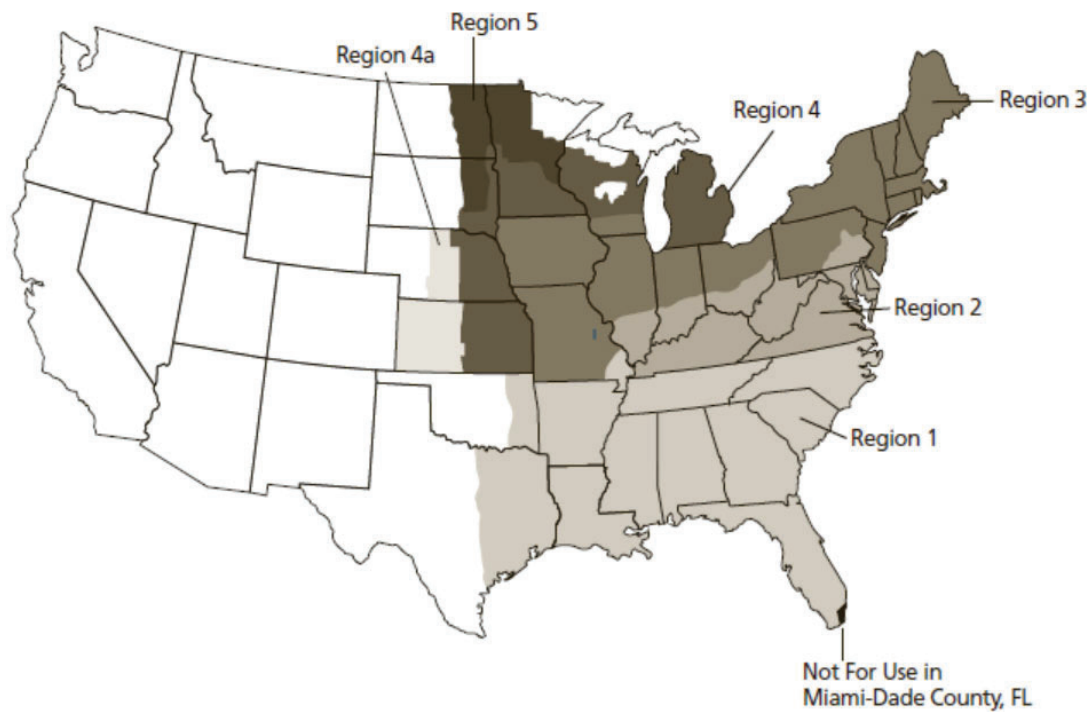 Region 5
Region 4a
Region 3
Region 4
Region 2
Region 1
Not For Use in
Miami-Dade County, FL